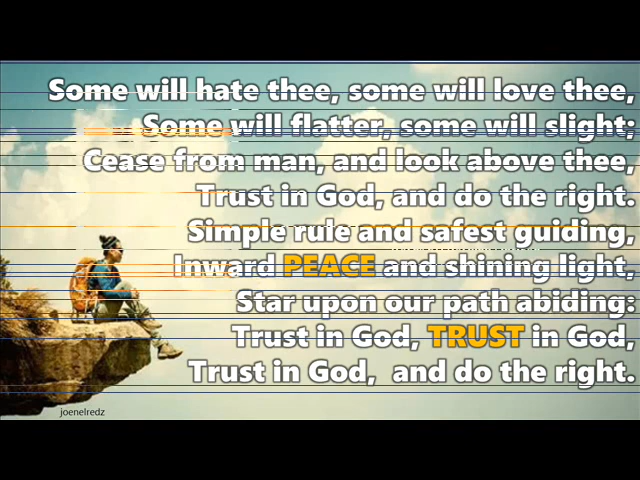 Some will hate thee, some will love thee,
Some will flatter, some will slight;
Cease from man, and look above thee,
Trust in God, and do the right.
Simple rule and safest guiding,
Inward PEACE and shining light,
Star upon our path abiding:
Trust in God, TRUST in God,
Trust in God,  and do the right.
joenelredz